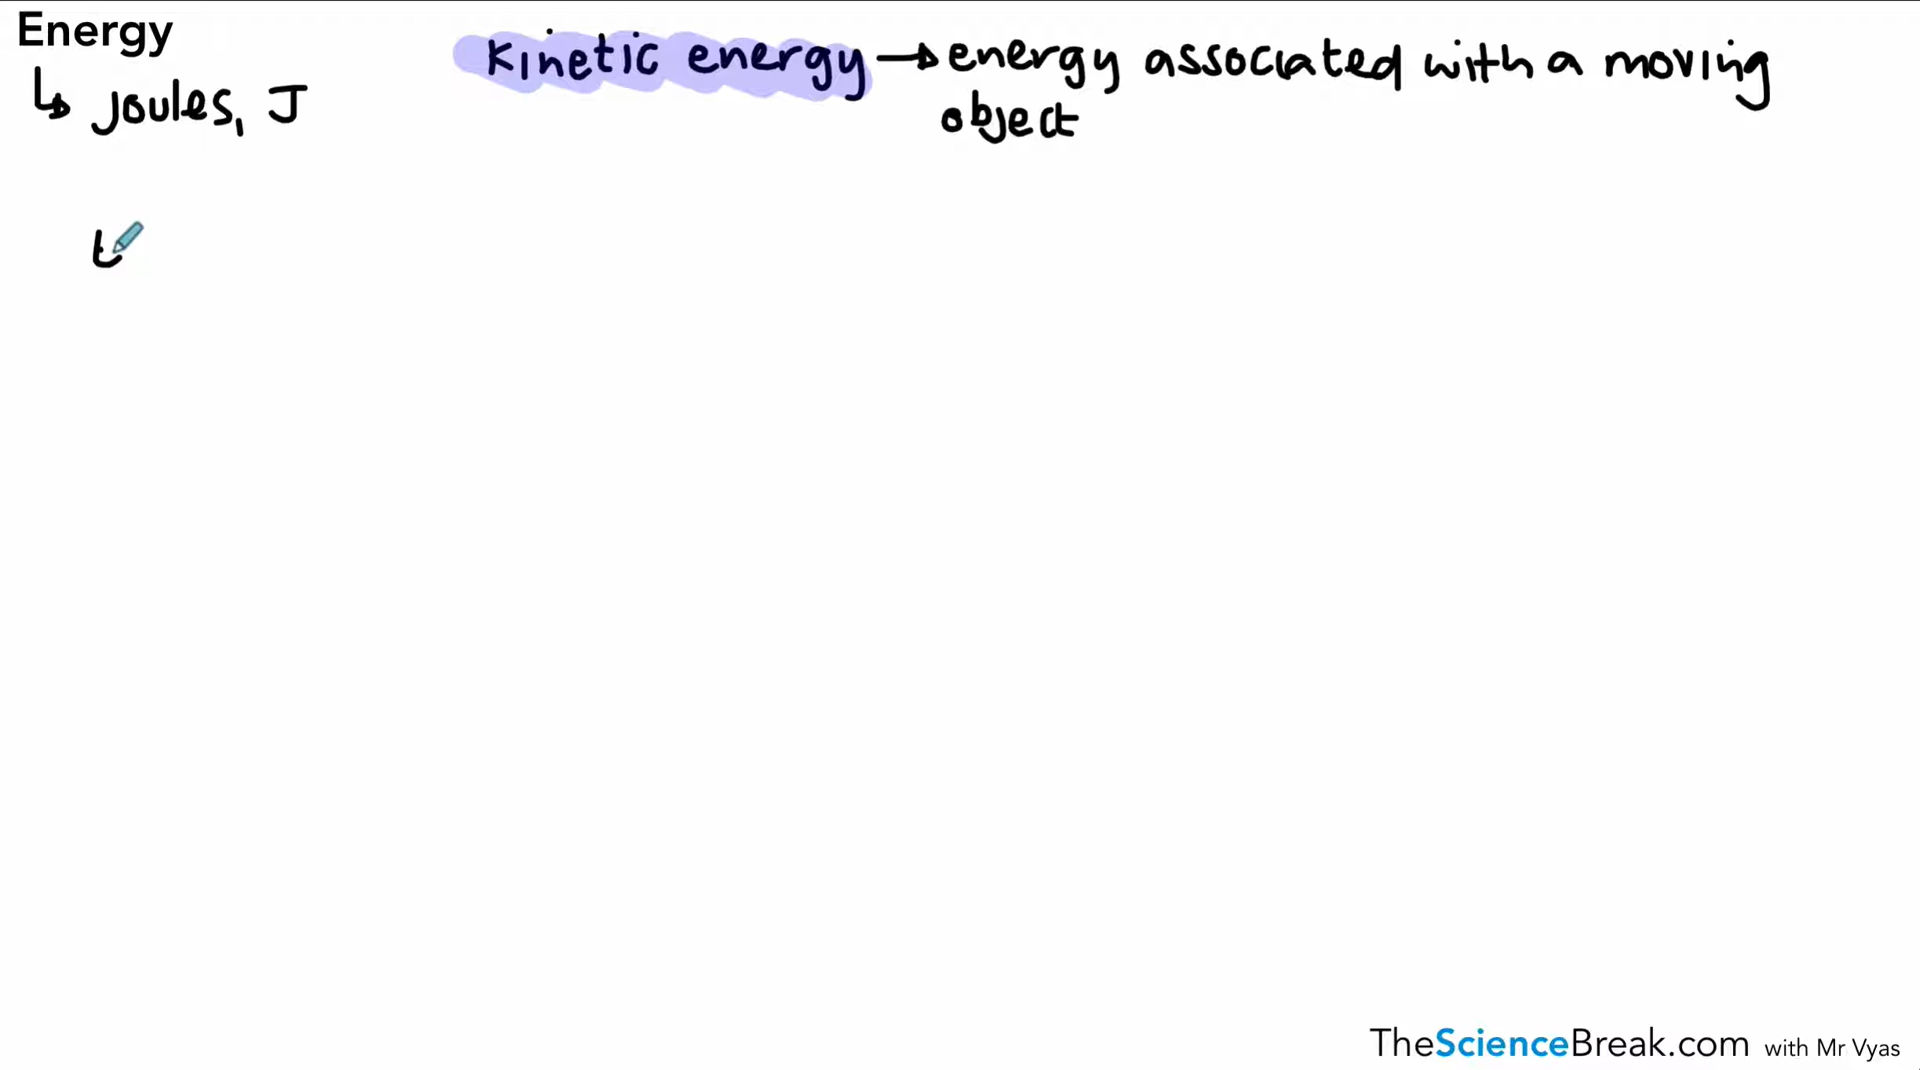 Energy
↳ Joules, J
Kinetic energy → energy associated with a moving
object
TheScienceBreak.com with Mr Vyas